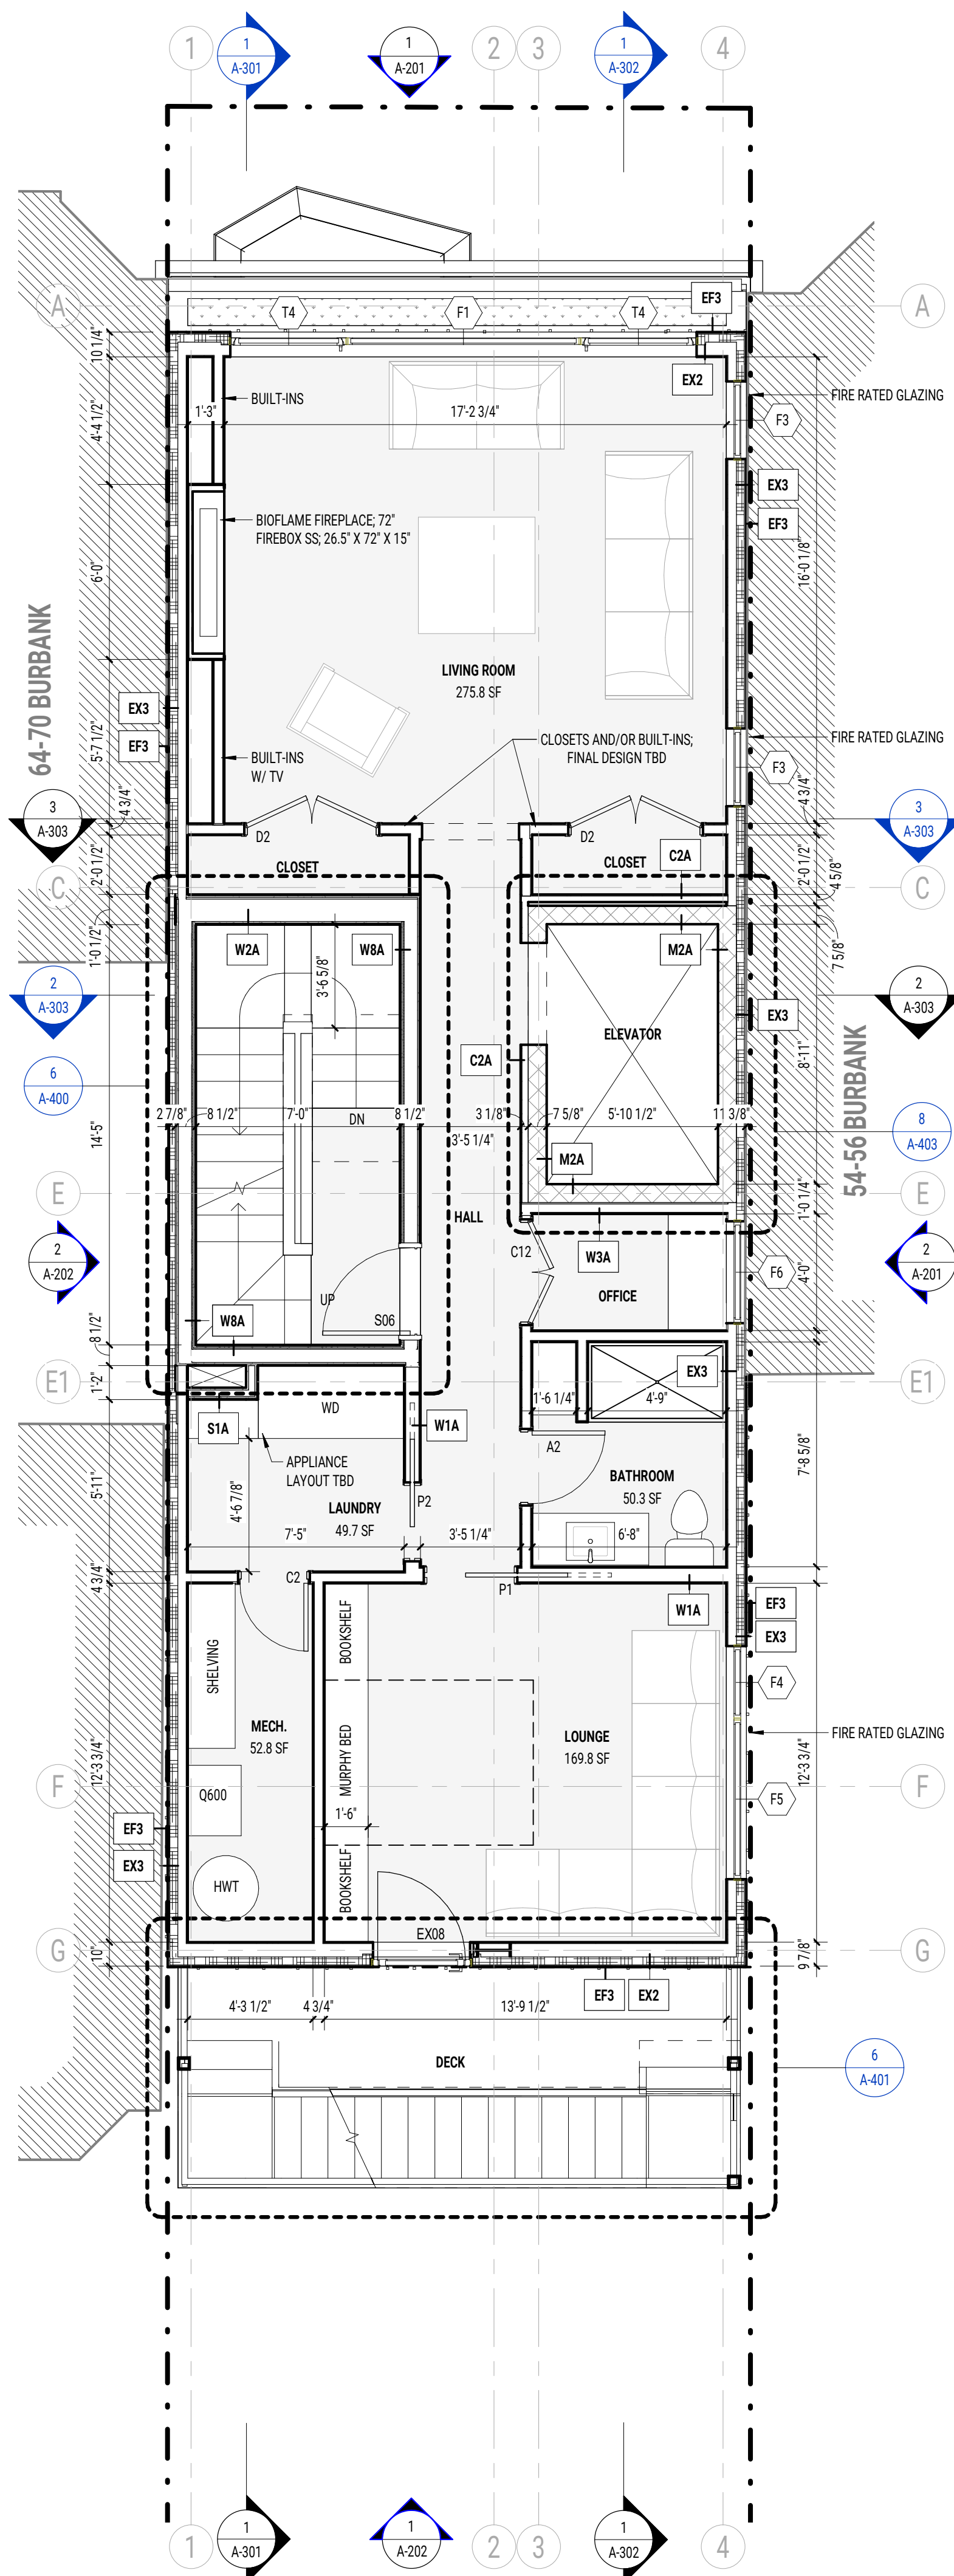 1
1
A-301
1
A-201
2
3
1
A-302
4
A
EF3
A
T4
F1
T4
10 1/4"
EX2
BUILT-INS
FIRE RATED GLAZING
1'-3"
17'-2 3/4"
F3
4'-4 1/2"
EX3
BIOFLAME FIREPLACE; 72"
FIREBOX SS; 26.5" X 72" X 15"
EF3
6'-0"
16'-0 1/8"
64-70 BURBANK
LIVING ROOM
275.8 SF
EX3
EF3
CLOSETS AND/OR BUILT-INS;
FINAL DESIGN TBD
FIRE RATED GLAZING
5'-7 1/2"
BUILT-INS
W/ TV
F3
4 3/4"
4 3/4"
3
A-303
3
A-303
D2
D2
CLOSET
CLOSET
C2A
2'-0 1/2"
2'-0 1/2"
4 5/8"
C
C
1'-0 1/2"
W2A
W8A
M2A
7 5/8"
3'-6 5/8"
2
A-303
2
A-303
EX3
ELEVATOR
C2A
8'-11"
54-56 BURBANK
6
A-400
2 7/8"
8 1/2"
7'-0"
8 1/2"
3 1/8"
7 5/8"
5'-10 1/2"
11 3/8"
DN
3'-5 1/4"
8
A-403
14'-5"
M2A
E
E
1'-0 1/4"
HALL
C12
W3A
2
A-202
2
A-201
F6
4'-0"
UP
OFFICE
S06
W8A
8 1/2"
E1
EX3
E1
1'-2"
1'-6 1/4"
4'-9"
WD
S1A
W1A
A2
APPLIANCE
LAYOUT TBD
BATHROOM
50.3 SF
7'-8 5/8"
5'-11"
4'-6 7/8"
P2
LAUNDRY
49.7 SF
7'-5"
3'-5 1/4"
6'-8"
4 3/4"
C2
P1
W1A
EF3
EX3
SHELVING
BOOKSHELF
F4
MECH.
52.8 SF
LOUNGE
169.8 SF
FIRE RATED GLAZING
12'-3 3/4"
MURPHY BED
12'-3 3/4"
F
Q600
1'-6"
F5
F
EF3
EX3
HWT
BOOKSHELF
EX08
G
G
10"
9 7/8"
EF3
EX2
4'-3 1/2"
4 3/4"
13'-9 1/2"
DECK
6
A-401
1
1
A-301
1
A-202
2
3
1
A-302
4